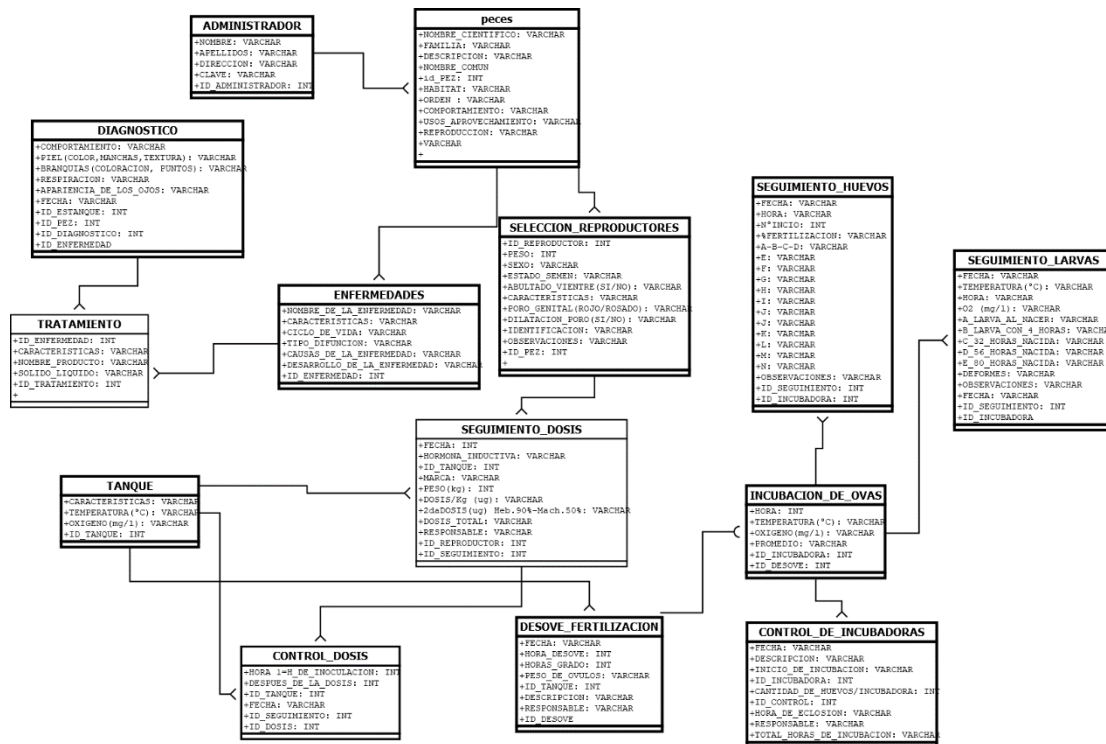 ADMINISTRADOR
+NOMBRE: VARCHAR
+APELLIDOS: VARCHAR
+DIRECCION: VARCHAR
+CLAVE: VARCHAR
+ID_ADMINISTRADOR: INT
peces
+NOMBRE_CIENTIFICO: VARCHAR
+FAMILIA: VARCHAR
+DESCRIPCION: VARCHAR
+NOMBRE_COMUN
+id_PEZ: INT
+HABITAT: VARCHAR
+ORDEN : VARCHAR
+COMPORTAMIENTO: VARCHAR
+USOS_APROVECHAMIENTO: VARCHAR
+REPRODUCCION: VARCHAR
+VARCHAR
+
DIAGNOSTICO
+COMPORTAMIENTO: VARCHAR
+PIEL(COLOR,MANCHAS,TEXTURA): VARCHAR
+BRANQUIAS(COLORACION, PUNTOS): VARCHAR
+RESPIRACION: VARCHAR
+APARIENCIA_DE_LOS_OJOS: VARCHAR
+FECHA: VARCHAR
+ID_ESTANQUE: INT
+ID_PEZ: INT
+ID_DIAGNOSTICO: INT
+ID_ENFERMEDAD
SELECCION_REPRODUCTORES
+ID_REPRODUCTOR: INT
+PESO: INT
+SEXO: VARCHAR
+ESTADO_SEMEN: VARCHAR
+ABULTADO_VIENTRE(SI/NO): VARCHAR
+CARACTERISTICAS: VARCHAR
+PORO_GENITAL(ROJO/ROSADO): VARCHAR
+DILATACION_PORO(SI/NO): VARCHAR
+IDENTIFICACION: VARCHAR
+OBSERVACIONES: VARCHAR
+ID_PEZ: INT
+
SEGUIMIENTO_HUEVOS
+FECHA: VARCHAR
+HORA: VARCHAR
+N°INCIO: INT
+%FERTILIZACION: VARCHAR
+A-B-C-D: VARCHAR
+E: VARCHAR
+F: VARCHAR
+G: VARCHAR
+H: VARCHAR
+I: VARCHAR
+J: VARCHAR
+J: VARCHAR
+K: VARCHAR
+L: VARCHAR
+M: VARCHAR
+N: VARCHAR
+OBSERVACIONES: VARCHAR
+ID_SEGUIMIENTO: INT
+ID_INCUBADORA: INT
SEGUIMIENTO_LARVAS
+FECHA: VARCHAR
+TEMPERATURA(°C): VARCHAR
+HORA: VARCHAR
+O2 (mg/l): VARCHAR
+A_LARVA_AL_NACER: VARCHAR
+B_LARVA_CON_4_HORAS: VARCHA
+C_32_HORAS_NACIDA: VARCHAR
+D_56_HORAS_NACIDA: VARCHAR
+E_80_HORAS_NACIDA: VARCHAR
+DEFORMES: VARCHAR
+OBSERVACIONES: VARCHAR
+FECHA: VARCHAR
+ID_SEGUIMIENTO: INT
+ID_INCUBADORA
TRATAMIENTO
+ID_ENFERMEDAD: INT
+CARACTERISTICAS: VARCHAR
+NOMBRE_PRODUCTO: VARCHAR
+SOLIDO_LIQUIDO: VARCHAR
+ID_TRATAMIENTO: INT
+
ENFERMEDADES
+NOMBRE_DE_LA_ENFERMEDAD: VARCHAR
+CARACTERISTICAS: VARCHAR
+CICLO_DE_VIDA: VARCHAR
+TIPO_DIFUNCION: VARCHAR
+CAUSAS_DE_LA_ENFERMEDAD: VARCHAR
+DESARROLLO_DE_LA_ENFERMEDAD: VARCHAR
+ID_ENFERMEDAD: INT
SEGUIMIENTO_DOSIS
+FECHA: INT
+HORMONA_INDUCTIVA: VARCHAR
+ID_TANQUE: INT
+MARCA: VARCHAR
+PESO(kg): INT
+DOSIS/Kg (ug): VARCHAR
+2daDOSIS(ug) Heb.90%-Mach.50%: VARCHAR
+DOSIS_TOTAL: VARCHAR
+RESPONSABLE: VARCHAR
+ID_REPRODUCTOR: INT
+ID_SEGUIMIENTO: INT
TANQUE
+CARACTERISTICAS: VARCHAR
+TEMPERATURA(°C): VARCHAR
+OXIGENO(mg/l): VARCHAR
+ID_TANQUE: INT
INCUBACION_DE_OVAS
+HORA: INT
+TEMPERATURA(°C): VARCHAR
+OXIGENO(mg/l): VARCHAR
+PROMEDIO: VARCHAR
+ID_INCUBADORA: INT
+ID_DESOVE: INT
CONTROL_DOSIS
+HORA 1=H_DE_INOCULACION: INT
+DESPUES_DE_LA_DOSIS: INT
+ID_TANQUE: INT
+FECHA: VARCHAR
+ID_SEGUIMIENTO: INT
+ID_DOSIS: INT
DESOVE_FERTILIZACION
+FECHA: VARCHAR
+HORA_DESOVE: INT
+HORAS_GRADO: INT
+PESO_DE_OVULOS: VARCHAR
+ID_TANQUE: INT
+DESCRIPCION: VARCHAR
+RESPONSABLE: VARCHAR
+ID_DESOVE
CONTROL_DE_INCUBADORAS
+FECHA: VARCHAR
+DESCRIPCION: VARCHAR
+INICIO_DE_INCUBACION: VARCHAR
+ID_INCUBADORA: INT
+CANTIDAD_DE_HUEVOS/INCUBADORA: INT
+ID_CONTROL: INT
+HORA_DE_ECLOSION: VARCHAR
+RESPONSABLE: VARCHAR
+TOTAL_HORAS_DE_INCUBACION: VARCHAR